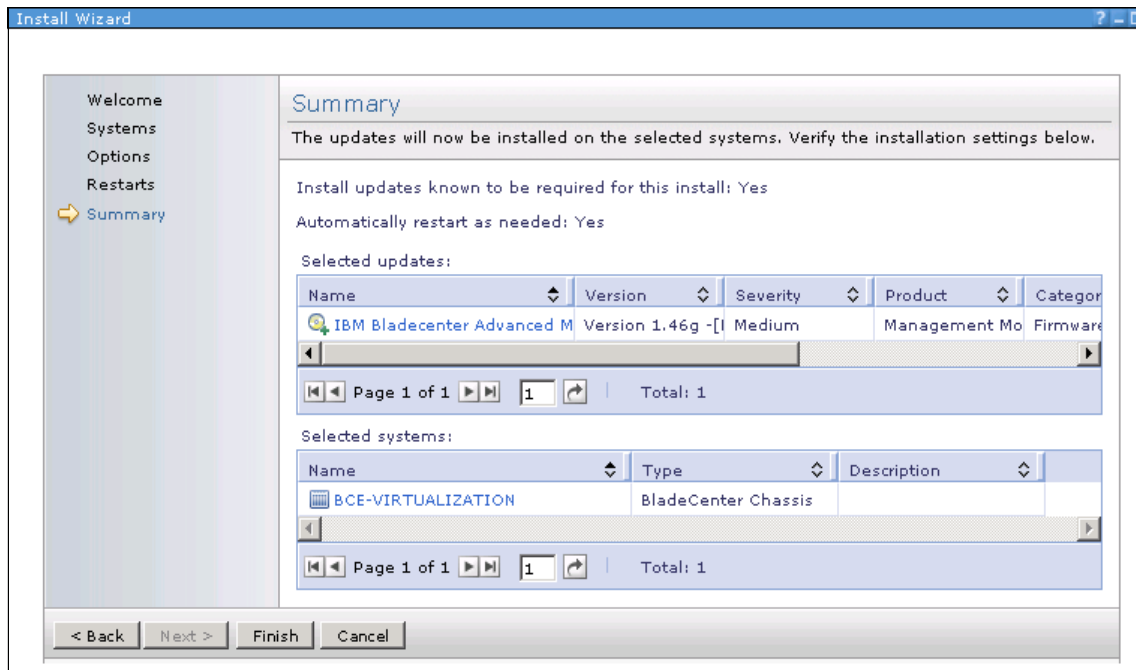 Install Wizard
?
Welcome
Systems
Options
Restarts
Summary
Summary
The updates will now be installed on the selected systems. Verify the installation settings below.
Install updates known to be required for this install: Yes
Automatically restart as needed: Yes
Selected updates:
Name Version Severity Product Categor
IBM Bladecenter Advanced M Version 1.46g -[ Medium Management Mo Firmware
Page 1 of 1 1 Total: 1
Selected systems:
Name Type Description
BCE-VIRTUALIZATION BladeCenter Chassis
Page 1 of 1 1 Total: 1
< Back Next > Finish Cancel